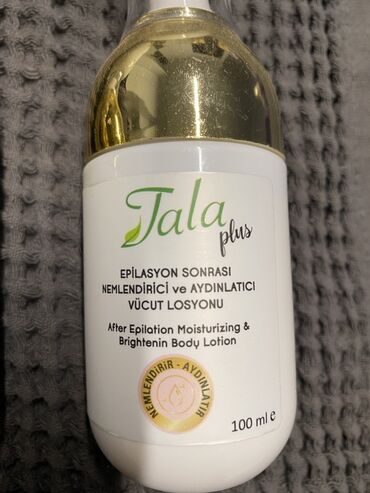 Tala
plus
EPİLASYON SONRASI
NEMLENDİRİCİ ve AYDINLATICI
VÜCUT LOSYONU
After Epilation Moisturizing &
Brightenin Body Lotion
NEMLENDİRİR - AYDINLATIR
100 ml e